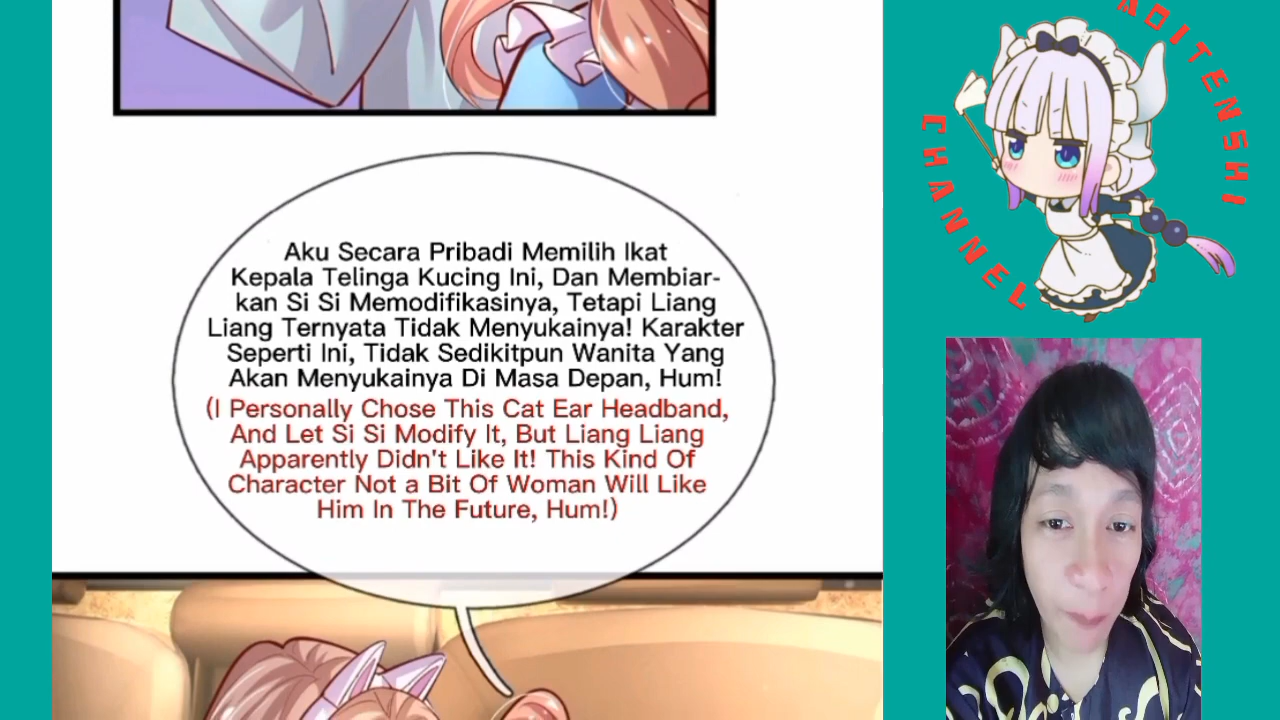 Aku Secara Pribadi Memilih Ikat
Kepala Telinga Kucing Ini, Dan Membiar-
kan Si Si Memodifikasinya, Tetapi Liang
Liang Ternyata Tidak Menyukainya! Karakter
Seperti Ini, Tidak Sedikitpun Wanita Yang
Akan Menyukainya Di Masa Depan, Hum!
(I Personally Chose This Cat Ear Headband,
And Let Si Si Modify It, But Liang Liang
Apparently Didn't Like It! This Kind Of
Character Not a Bit Of Woman Will Like
Him In The Future, Hum!)
ADITENSHI
CHANNEL